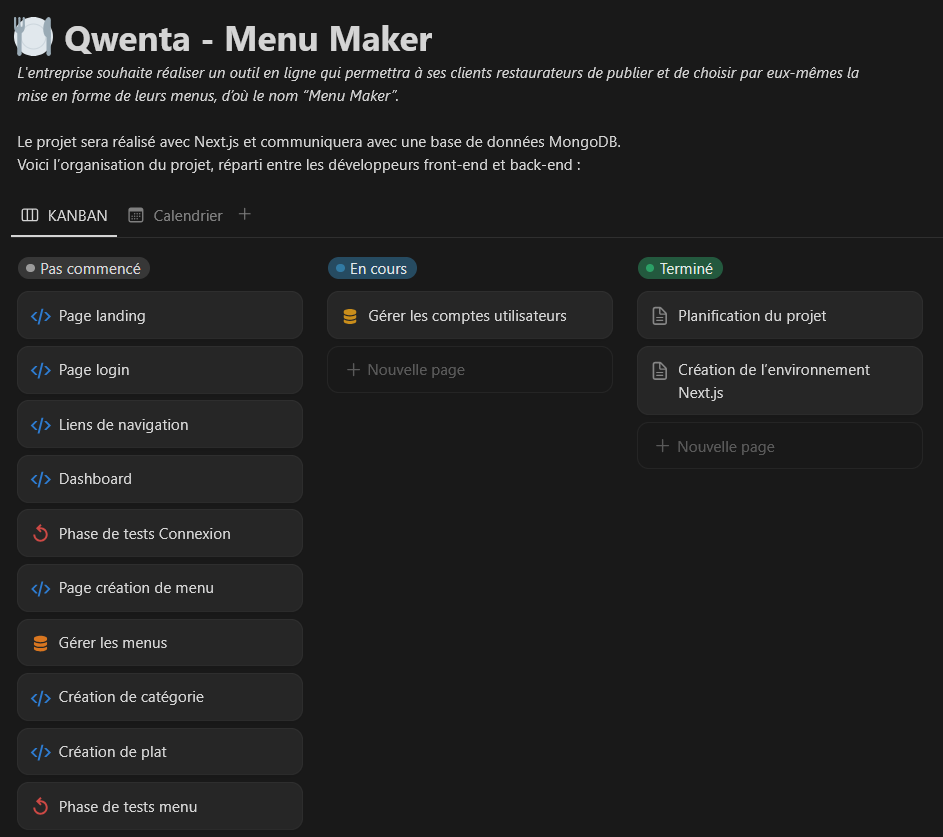 Qwenta - Menu Maker
L'entreprise souhaite réaliser un outil en ligne qui permettra à ses clients restaurateurs de publier et de choisir par eux-mêmes la
mise en forme de leurs menus, d'où le nom “Menu Maker”.
Le projet sera réalisé avec Next.js et communiquera avec une base de données MongoDB.
Voici l’organisation du projet, réparti entre les développeurs front-end et back-end :
KANBAN
Calendrier
Pas commencé
Page landing
Page login
Liens de navigation
Dashboard
Phase de tests Connexion
Page création de menu
Gérer les menus
Création de catégorie
Création de plat
Phase de tests menu
En cours
Gérer les comptes utilisateurs
Nouvelle page
Terminé
Planification du projet
Création de l’environnement
Next.js
Nouvelle page